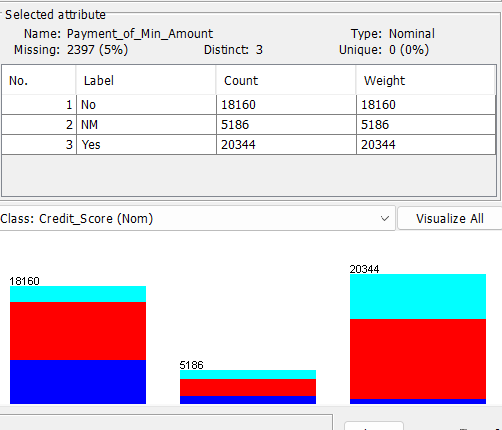 Selected attribute
Name: Payment_of_Min_Amount Type: Nominal
Missing: 2397 (5%) Distinct: 3 Unique: 0 (0%)
No. Label Count Weight
1 No 18160 18160
2 NM 5186 5186
3 Yes 20344 20344
Class: Credit_Score (Nom) Visualize All
18160
5186
20344